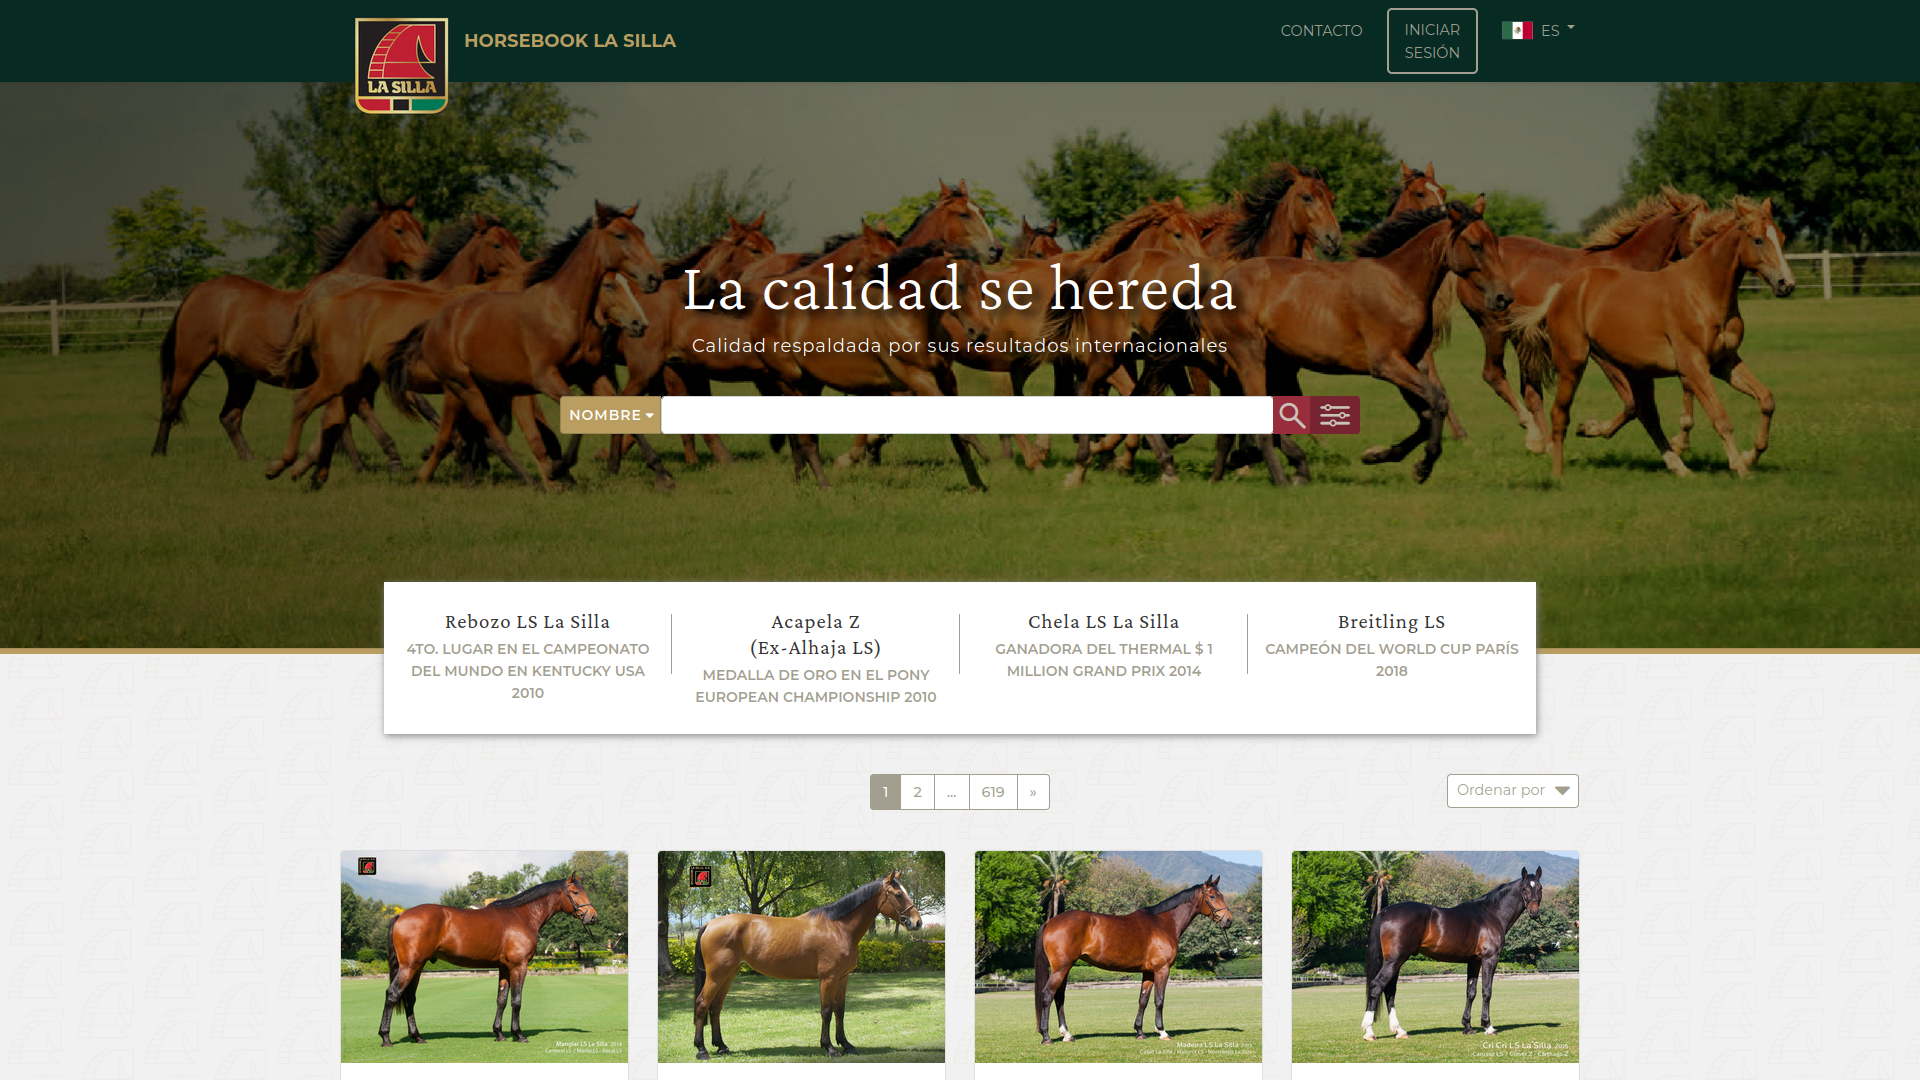 LA SILLA
HORSEBOOK LA SILLA
CONTACTO
INICIAR
SESIÓN
ES
La calidad se hereda
Calidad respaldada por sus resultados internacionales
NOMBRE
Rebozo LS La Silla
4TO. LUGAR EN EL CAMPEONATO
DEL MUNDO EN KENTUCKY USA
2010
Acapela Z
(Ex-Alhaja LS)
MEDALLA DE ORO EN EL PONY
EUROPEAN CHAMPIONSHIP 2010
Chela LS La Silla
GANADORA DEL THERMAL $ 1
MILLION GRAND PRIX 2014
Breitling LS
CAMPEÓN DEL WORLD CUP PARÍS
2018
1 2 ... 619 »
Ordenar por
Manglar LS La Silla
Madeira LS La Silla 2015
Cri Cri LS La Silla 2015